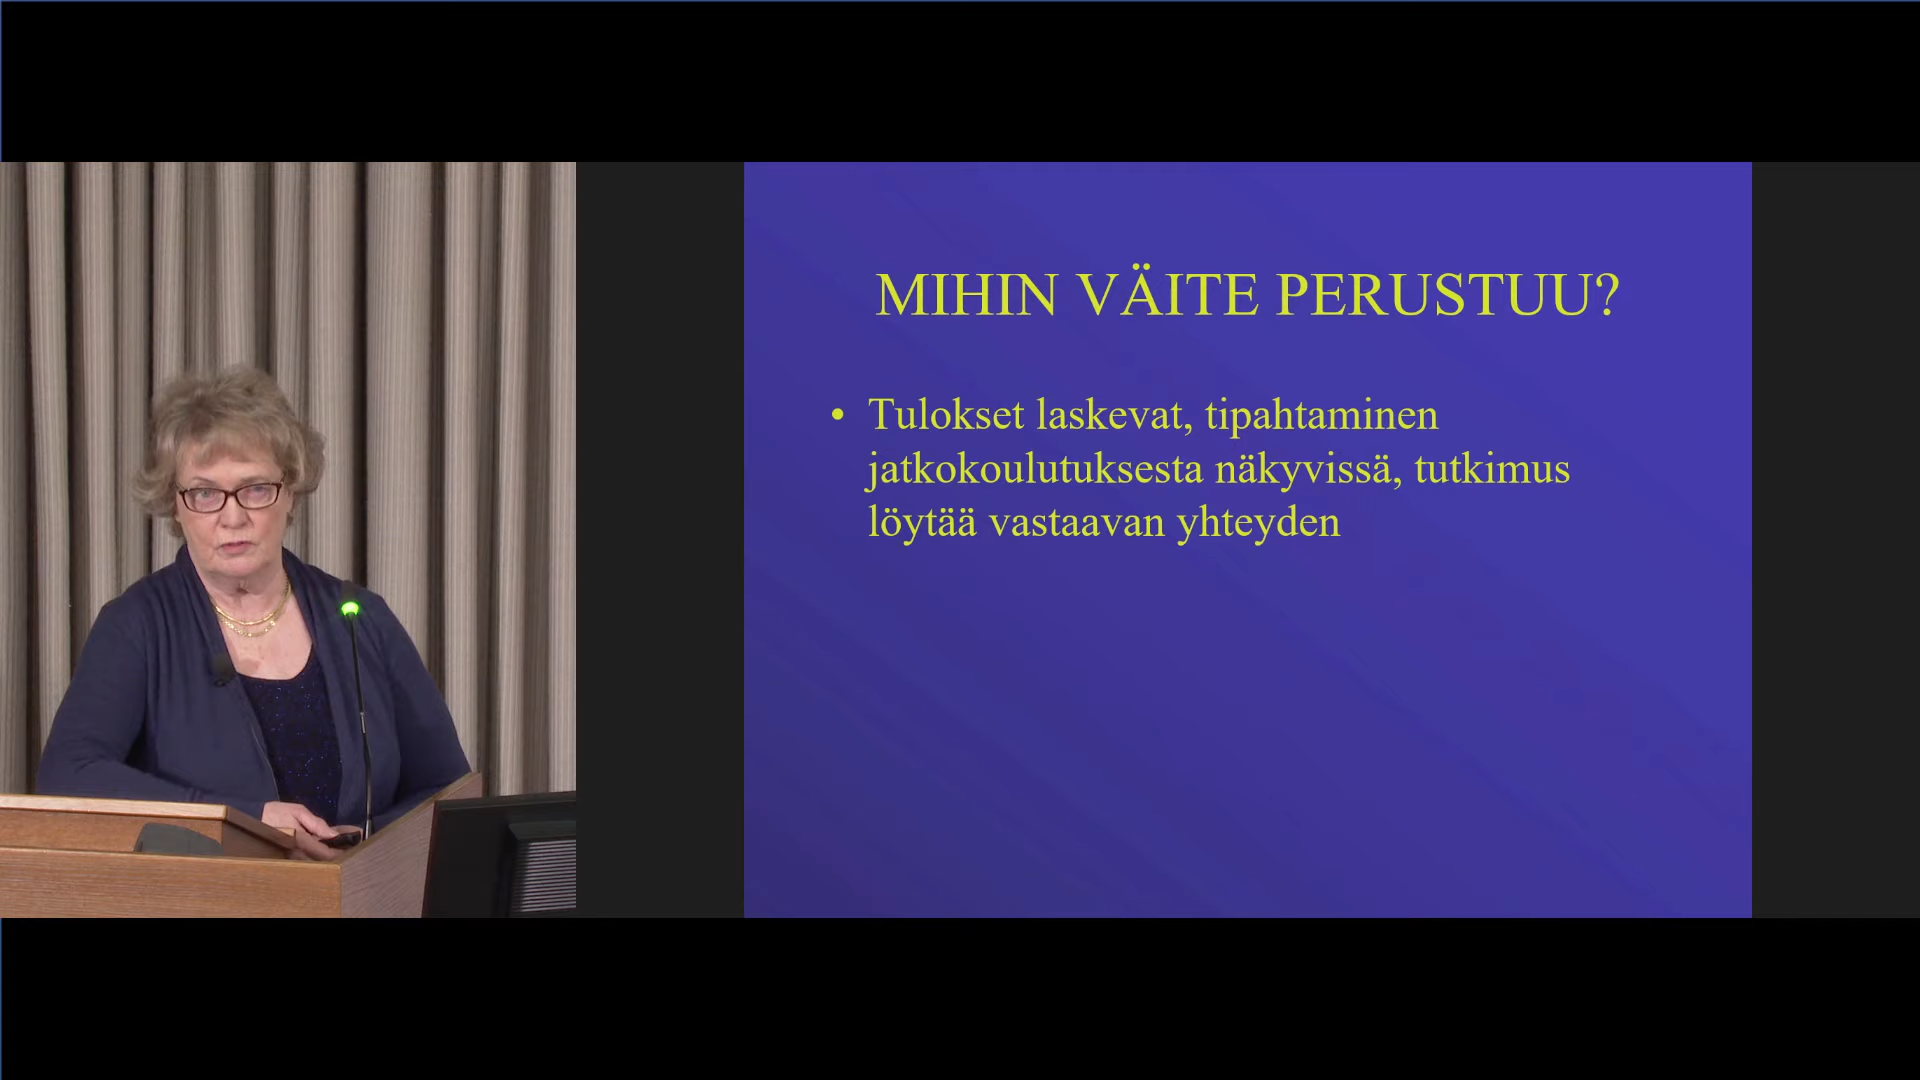 MIHIN VÄITE PERUSTUU?
• Tulokset laskevat, tipahtaminen
jatkokoulutuksesta näkyvissä, tutkimus
löytää vastaavan yhteyden